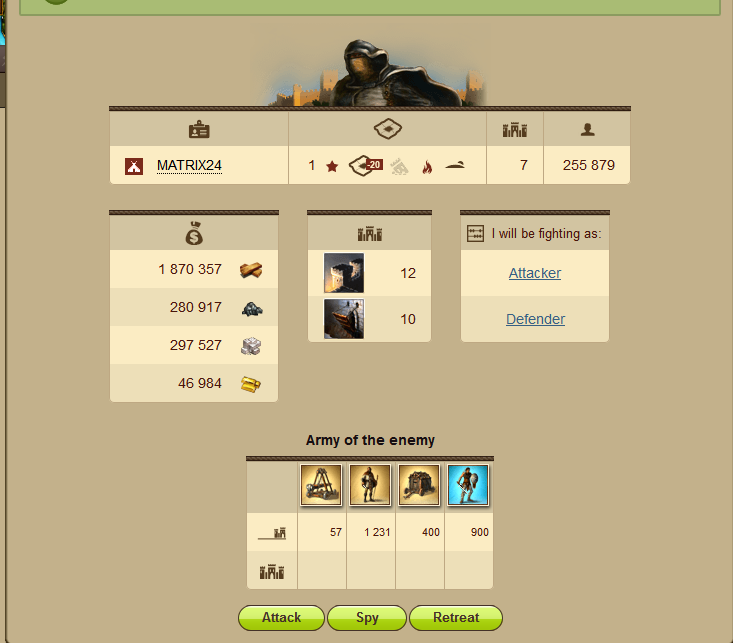 MATRIX24 1 -20 7 255 879
I will be fighting as:
1 870 357
12
Attacker
280 917
297 527
10
Defender
46 984
Army of the enemy
57 1 231 400 900
Attack Spy Retreat